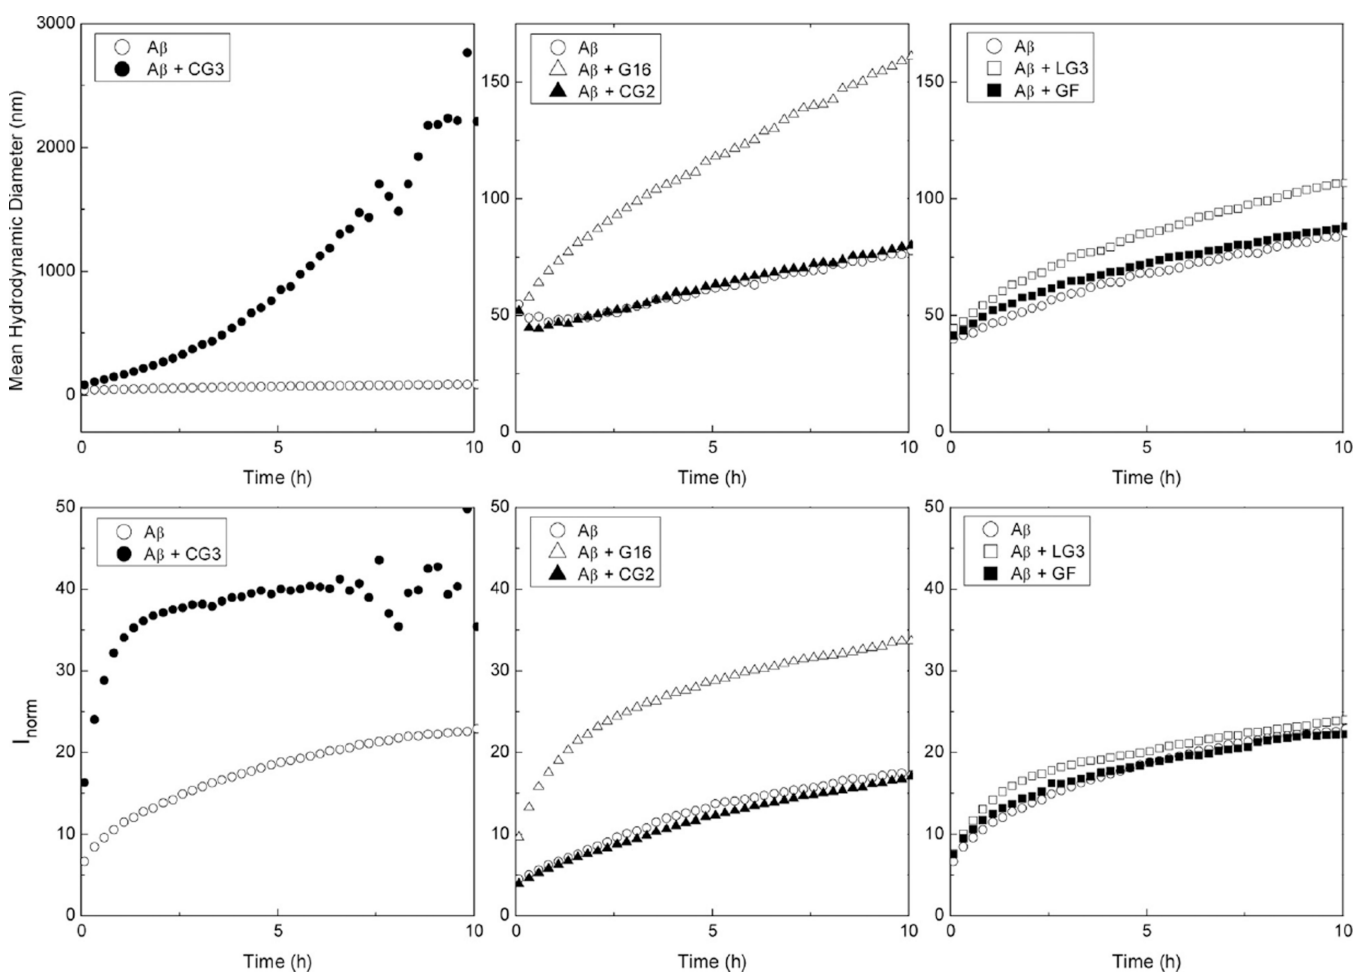 3000
2000
1000
0
Mean Hydrodynamic Diameter (nm)
Aβ
Aβ + CG3
0 5 10
Time (h)
150
100
50
0
Aβ
Aβ + G16
Aβ + CG2
0 5 10
Time (h)
150
100
50
0
Aβ
Aβ + LG3
Aβ + GF
0 5 10
Time (h)
50
40
30
20
10
0
Inorm
Aβ
Aβ + CG3
0 5 10
Time (h)
50
40
30
20
10
0
Aβ
Aβ + G16
Aβ + CG2
0 5 10
Time (h)
50
40
30
20
10
0
Aβ
Aβ + LG3
Aβ + GF
0 5 10
Time (h)